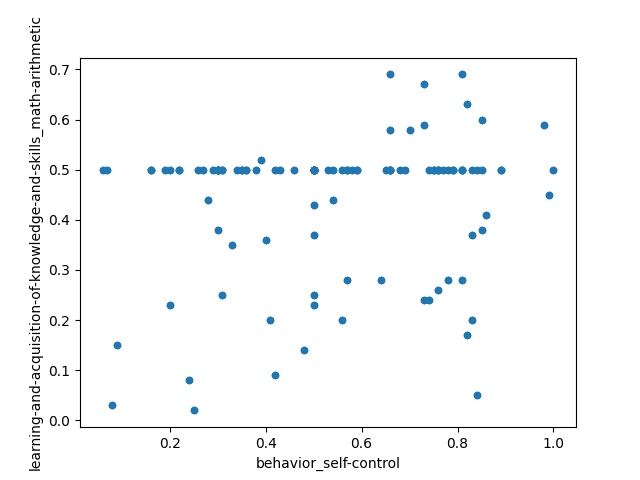 learning-and-acquisition-of-knowledge-and-skills_math-arithmetic
0.7
0.6
0.5
0.4
0.3
0.2
0.1
0.0
0.2 0.4 0.6 0.8 1.0
behavior_self-control